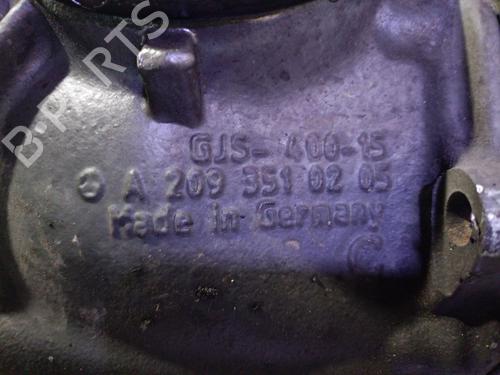 B-PARTS
GJS-400-15
A 209 351 02 05
Made in Germany
C